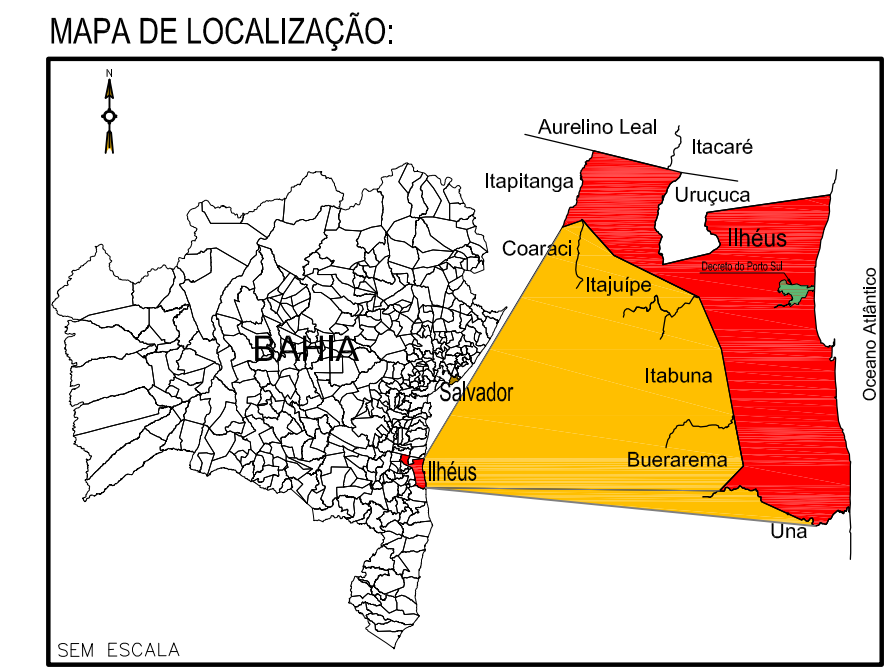 MAPA DE LOCALIZAÇÃO:
N
Aurelino Leal
Itacaré
Itapitanga
Uruçuca
Ilhéus
Coaraci
Decreto do Porto Sul
Itajuípe
Oceano Atlântico
BAHIA
Itabuna
Salvador
Buerarema
Ilhéus
Una
SEM ESCALA